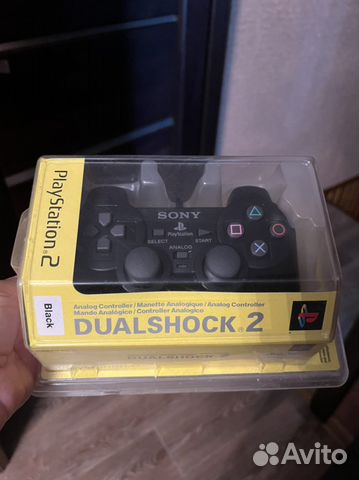 PlayStation 2
SONY
PlayStation
SELECT
START
ANALOG
Black
Analog Controller / Manette Analogique / Analog Controller
Mando Analógico / Controller Analogico
DUALSHOCK® 2
Avito